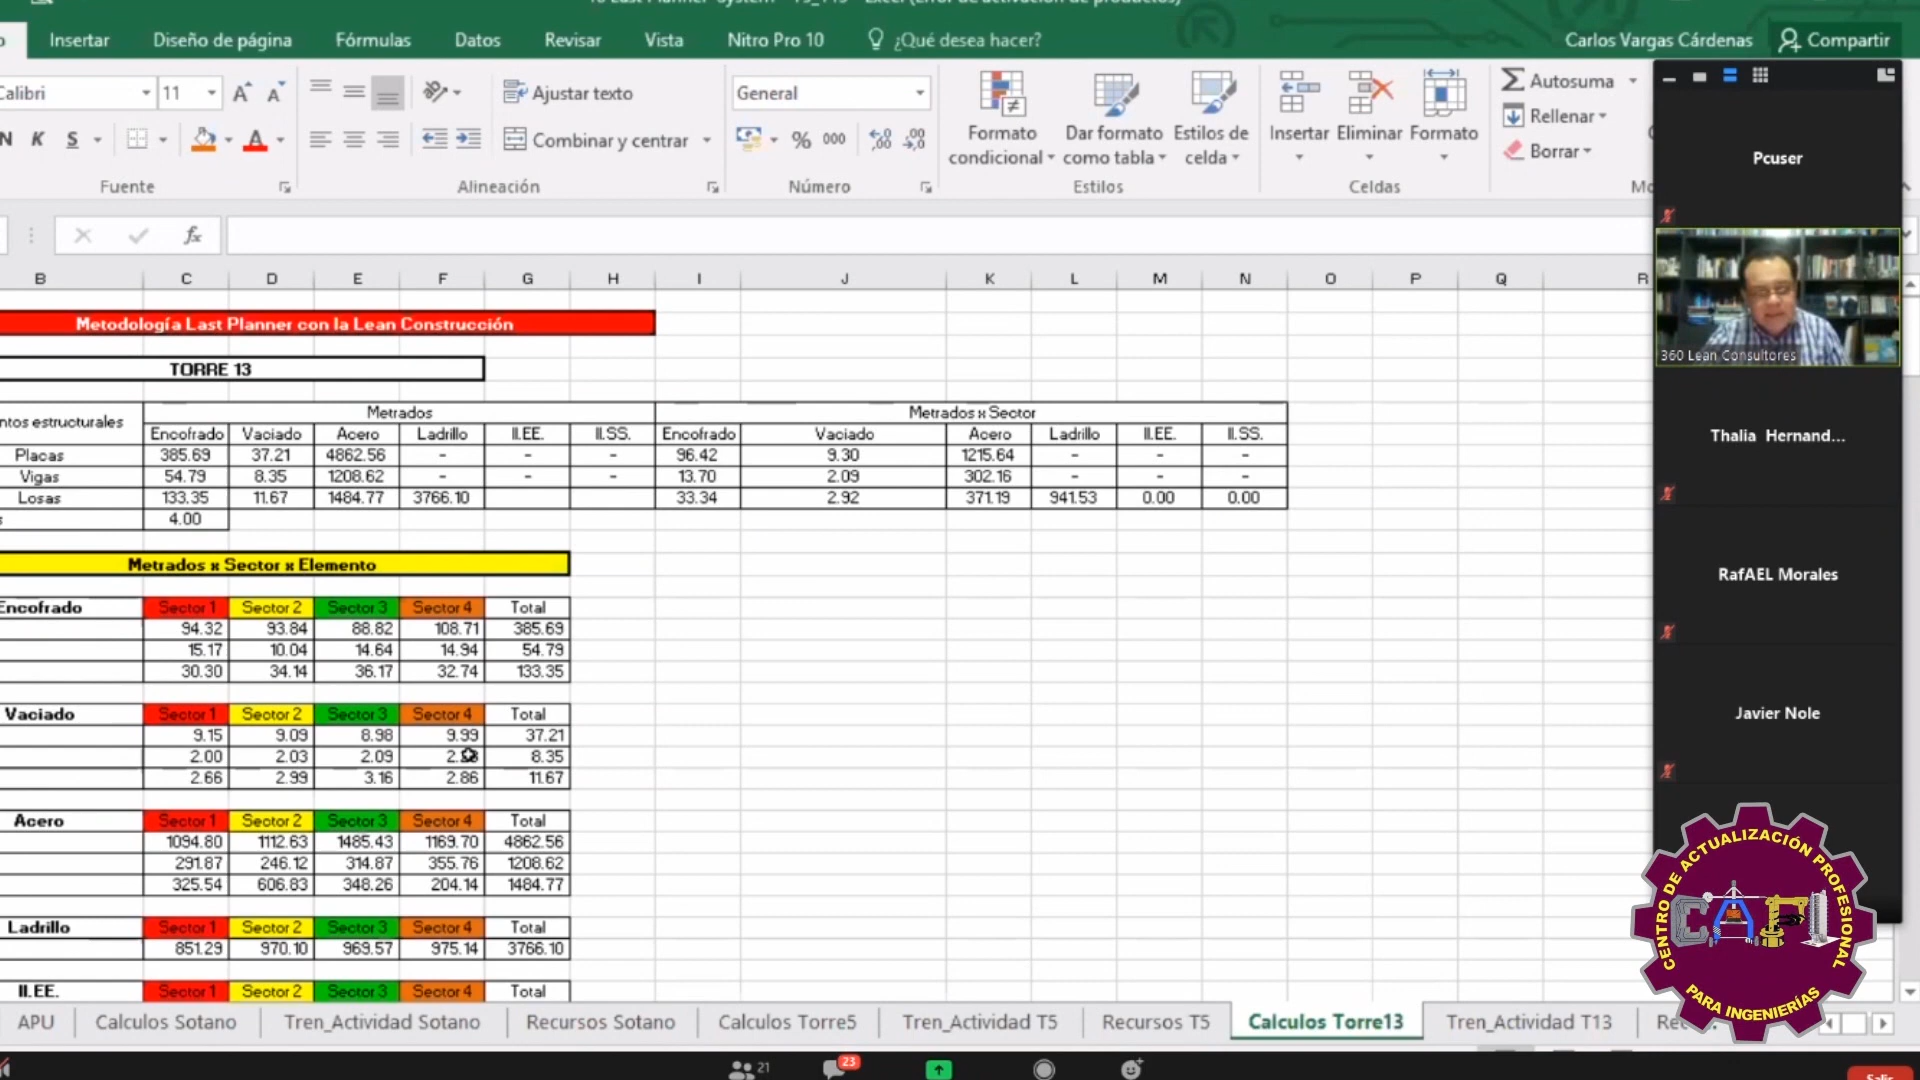 Insertar Diseño de página Fórmulas Datos Revisar Vista Nitro Pro 10 ¿Qué desea hacer? Carlos Vargas Cárdenas Compartir
Calibri 11 Ajustar texto General Autosuma
Formato condicional Dar formato como tabla Estilos de celda Insertar Eliminar Formato Rellenar
N K S Combinar y centrar % 000 Borrar
Fuente Alineación Número Estilos Celdas
fx
B C D E F G H I J K L M N O P Q R
Metodología Last Planner con la Lean Construcción
TORRE 13
ntos estructurales Metrados Metrados x Sector
Encofrado Vaciado Acero Ladrillo II.EE. II.SS. Encofrado Vaciado Acero Ladrillo II.EE. II.SS.
Placas 385.69 37.21 4862.56 - - - 96.42 9.30 1215.64 - - -
Vigas 54.79 8.35 1208.62 - - - 13.70 2.09 302.16 - - -
Losas 133.35 11.67 1484.77 3766.10 33.34 2.92 371.19 941.53 0.00 0.00
s 4.00
Metrados x Sector x Elemento
Encofrado Sector 1 Sector 2 Sector 3 Sector 4 Total
94.32 93.84 88.82 108.71 385.69
15.17 10.04 14.64 14.94 54.79
30.30 34.14 36.17 32.74 133.35
Vaciado Sector 1 Sector 2 Sector 3 Sector 4 Total
9.15 9.09 8.98 9.99 37.21
2.00 2.03 2.09 8.35
2.66 2.99 3.16 2.86 11.67
Acero Sector 1 Sector 2 Sector 3 Sector 4 Total
1094.80 1112.63 1485.43 1169.70 4862.56
291.87 246.12 314.87 355.76 1208.62
325.54 606.83 348.26 204.14 1484.77
Ladrillo Sector 1 Sector 2 Sector 3 Sector 4 Total
851.29 970.10 969.57 975.14 3766.10
II.EE. Sector 1 Sector 2 Sector 3 Sector 4 Total
APU Calculos Sotano Tren_Actividad Sotano Recursos Sotano Calculos Torre5 Tren_Actividad T5 Recursos T5 Calculos Torre13 Tren_Actividad T13
21 23 Salir
Pcuser
360 Lean Consultores
Thalia Hernand...
RafAEL Morales
Javier Nole
CENTRO DE ACTUALIZACIÓN PROFESIONAL
CAPI
PARA INGENIERÍAS